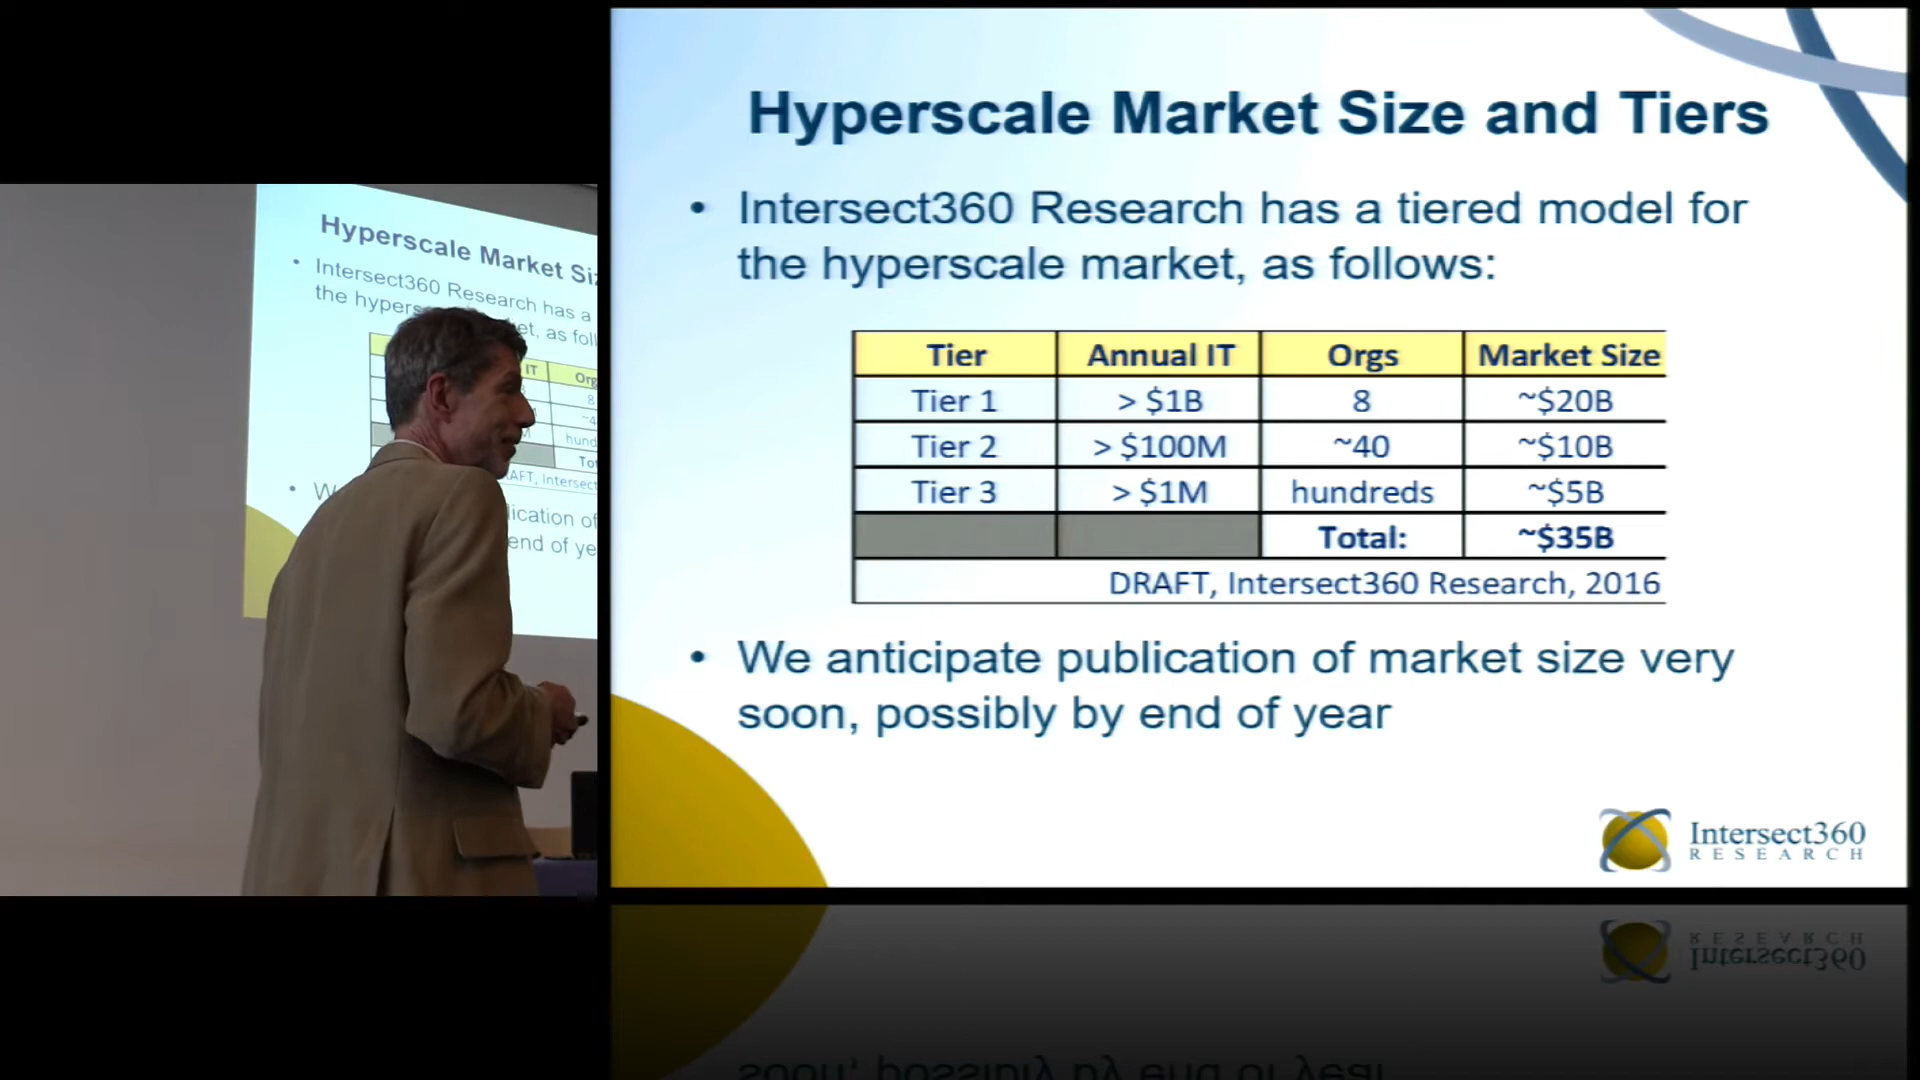 Hyperscale Market Size and Tiers
• Intersect360 Research has a tiered model for
the hyperscale market, as follows:
Tier Annual IT Orgs Market Size
Tier 1 > $1B 8 ~$20B
Tier 2 > $100M ~40 ~$10B
Tier 3 > $1M hundreds ~$5B
Total: ~$35B
DRAFT, Intersect360 Research, 2016
• We anticipate publication of market size very
soon, possibly by end of year
Intersect360
RESEARCH
Hyperscale Market Siz
• Intersect360 Research has a
the hypers et, as foll
IT Org
8
~4
M hund
Tot
AFT, Intersect
• W lication of
end of ye